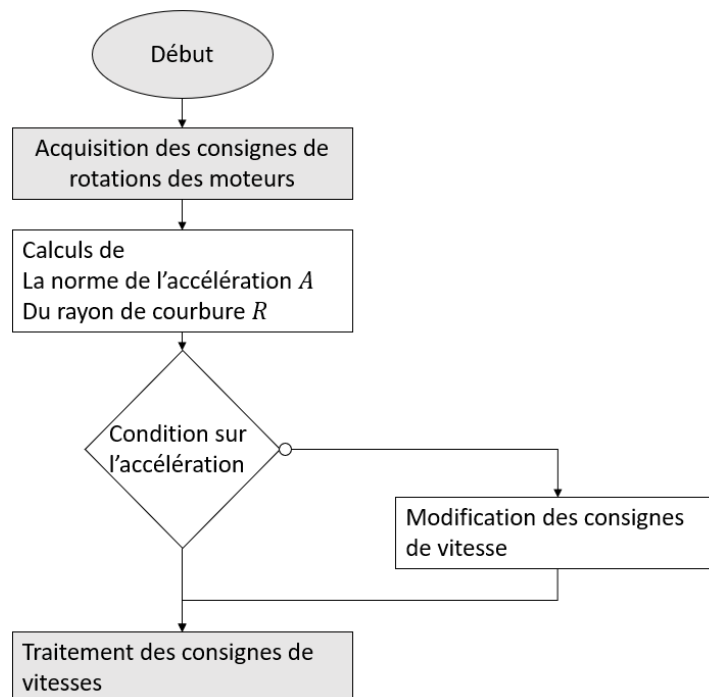 Début
Acquisition des consignes de
rotations des moteurs
Calculs de
La norme de l’accélération A
Du rayon de courbure R
Condition sur
l’accélération
Modification des consignes
de vitesse
Traitement des consignes de
vitesses